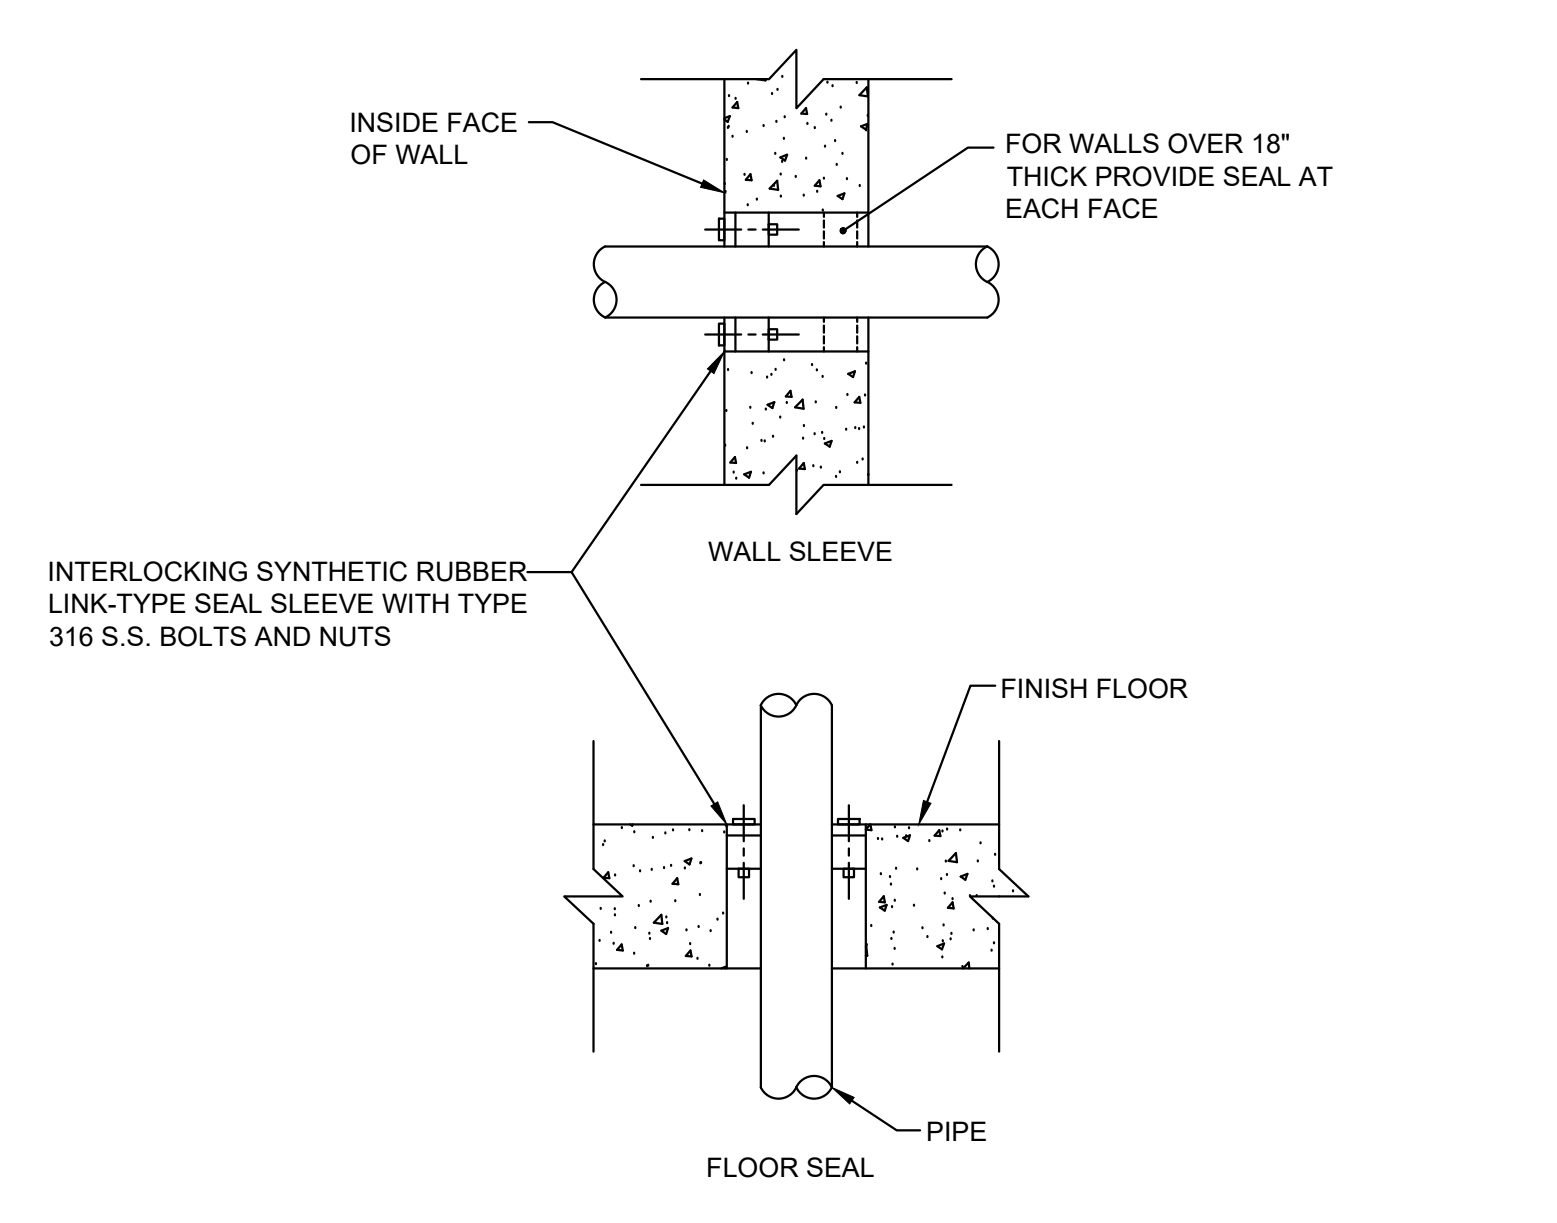 INSIDE FACE
OF WALL
FOR WALLS OVER 18"
THICK PROVIDE SEAL AT
EACH FACE
WALL SLEEVE
INTERLOCKING SYNTHETIC RUBBER
LINK-TYPE SEAL SLEEVE WITH TYPE
316 S.S. BOLTS AND NUTS
FINISH FLOOR
PIPE
FLOOR SEAL